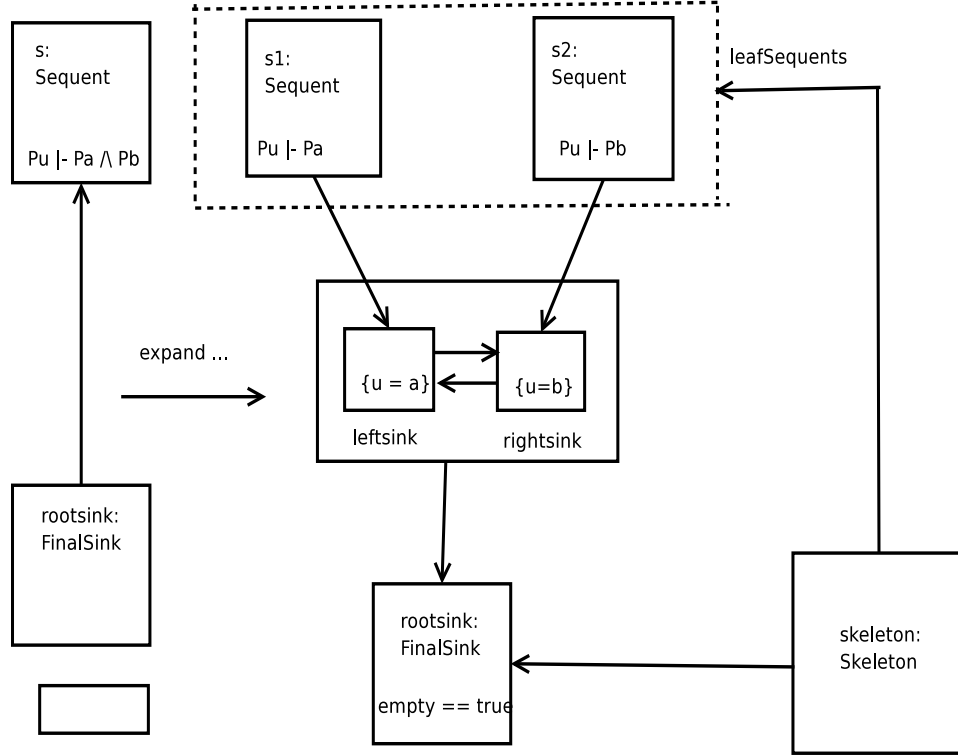 s:
Sequent
Pu |- Pa /\ Pb
s1:
Sequent
Pu |- Pa
s2:
Sequent
Pu |- Pb
leafSequents
expand ...
{u = a}
{u=b}
leftsink
rightsink
rootsink:
FinalSink
rootsink:
FinalSink
empty == true
skeleton:
Skeleton